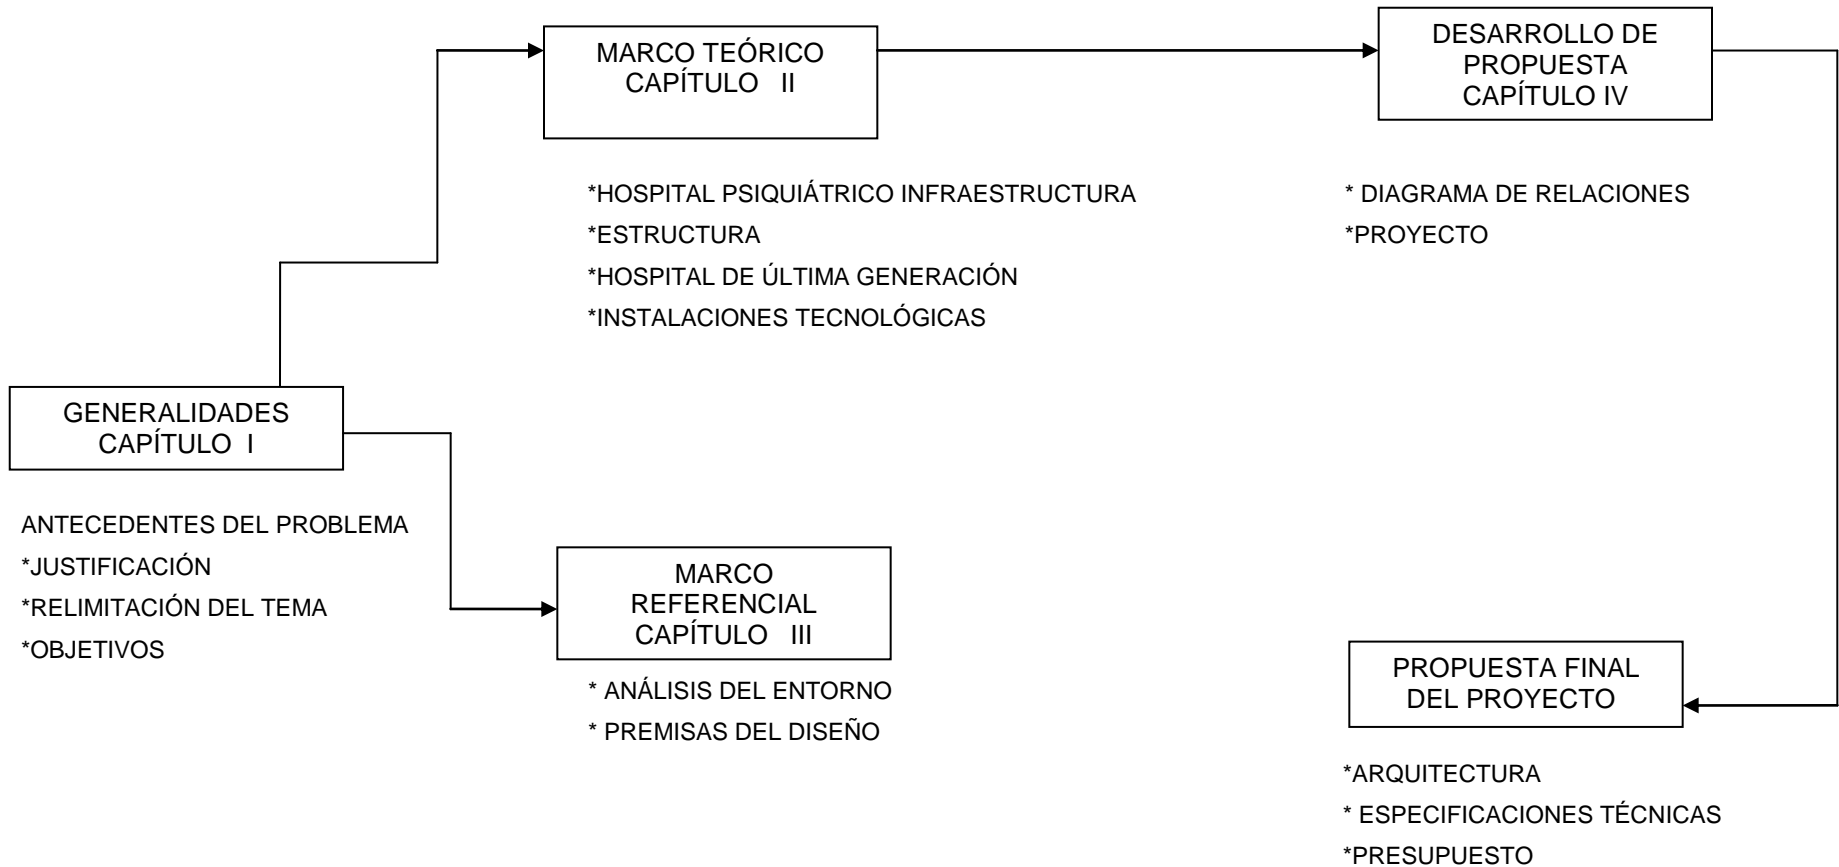 MARCO TEÓRICO
CAPÍTULO II
*HOSPITAL PSIQUIÁTRICO INFRAESTRUCTURA
*ESTRUCTURA
*HOSPITAL DE ÚLTIMA GENERACIÓN
*INSTALACIONES TECNOLÓGICAS
DESARROLLO DE
PROPUESTA
CAPÍTULO IV
* DIAGRAMA DE RELACIONES
*PROYECTO
GENERALIDADES
CAPÍTULO I
ANTECEDENTES DEL PROBLEMA
*JUSTIFICACIÓN
*RELIMITACIÓN DEL TEMA
*OBJETIVOS
MARCO
REFERENCIAL
CAPÍTULO III
* ANÁLISIS DEL ENTORNO
* PREMISAS DEL DISEÑO
PROPUESTA FINAL
DEL PROYECTO
*ARQUITECTURA
* ESPECIFICACIONES TÉCNICAS
*PRESUPUESTO